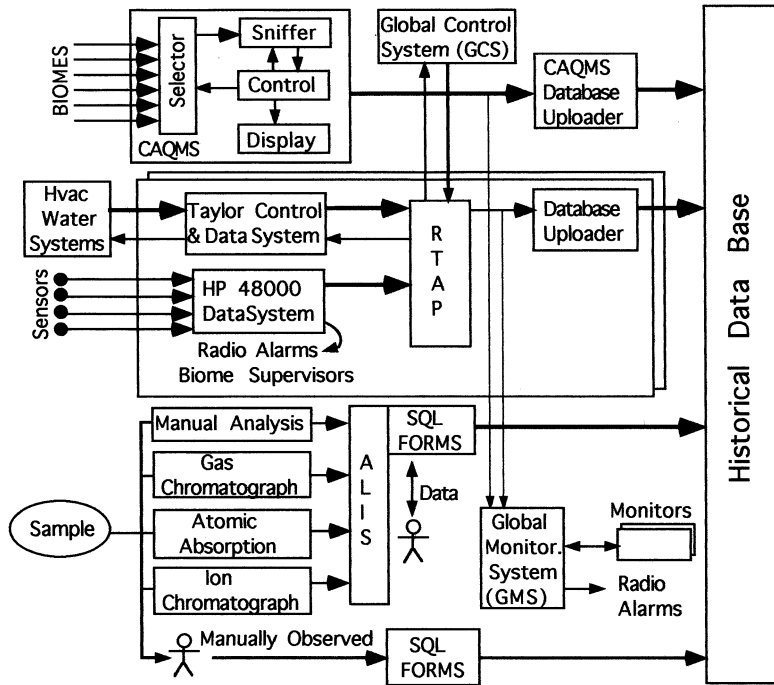 BIOMES
Selector
Sniffer
Control
Display
CAQMS
Global Control
System (GCS)
CAQMS
Database
Uploader
Hvac
Water
Systems
Taylor Control
& Data System
RTAP
Database
Uploader
Sensors
HP 48000
DataSystem
Radio Alarms
Biome Supervisors
Historical Data Base
Manual Analysis
Gas
Chromatograph
Sample
Atomic
Absorption
Ion
Chromatograph
ALIS
SQL
FORMS
Data
Global
Monitor.
System
(GMS)
Monitors
Radio
Alarms
Manually Observed
SQL
FORMS